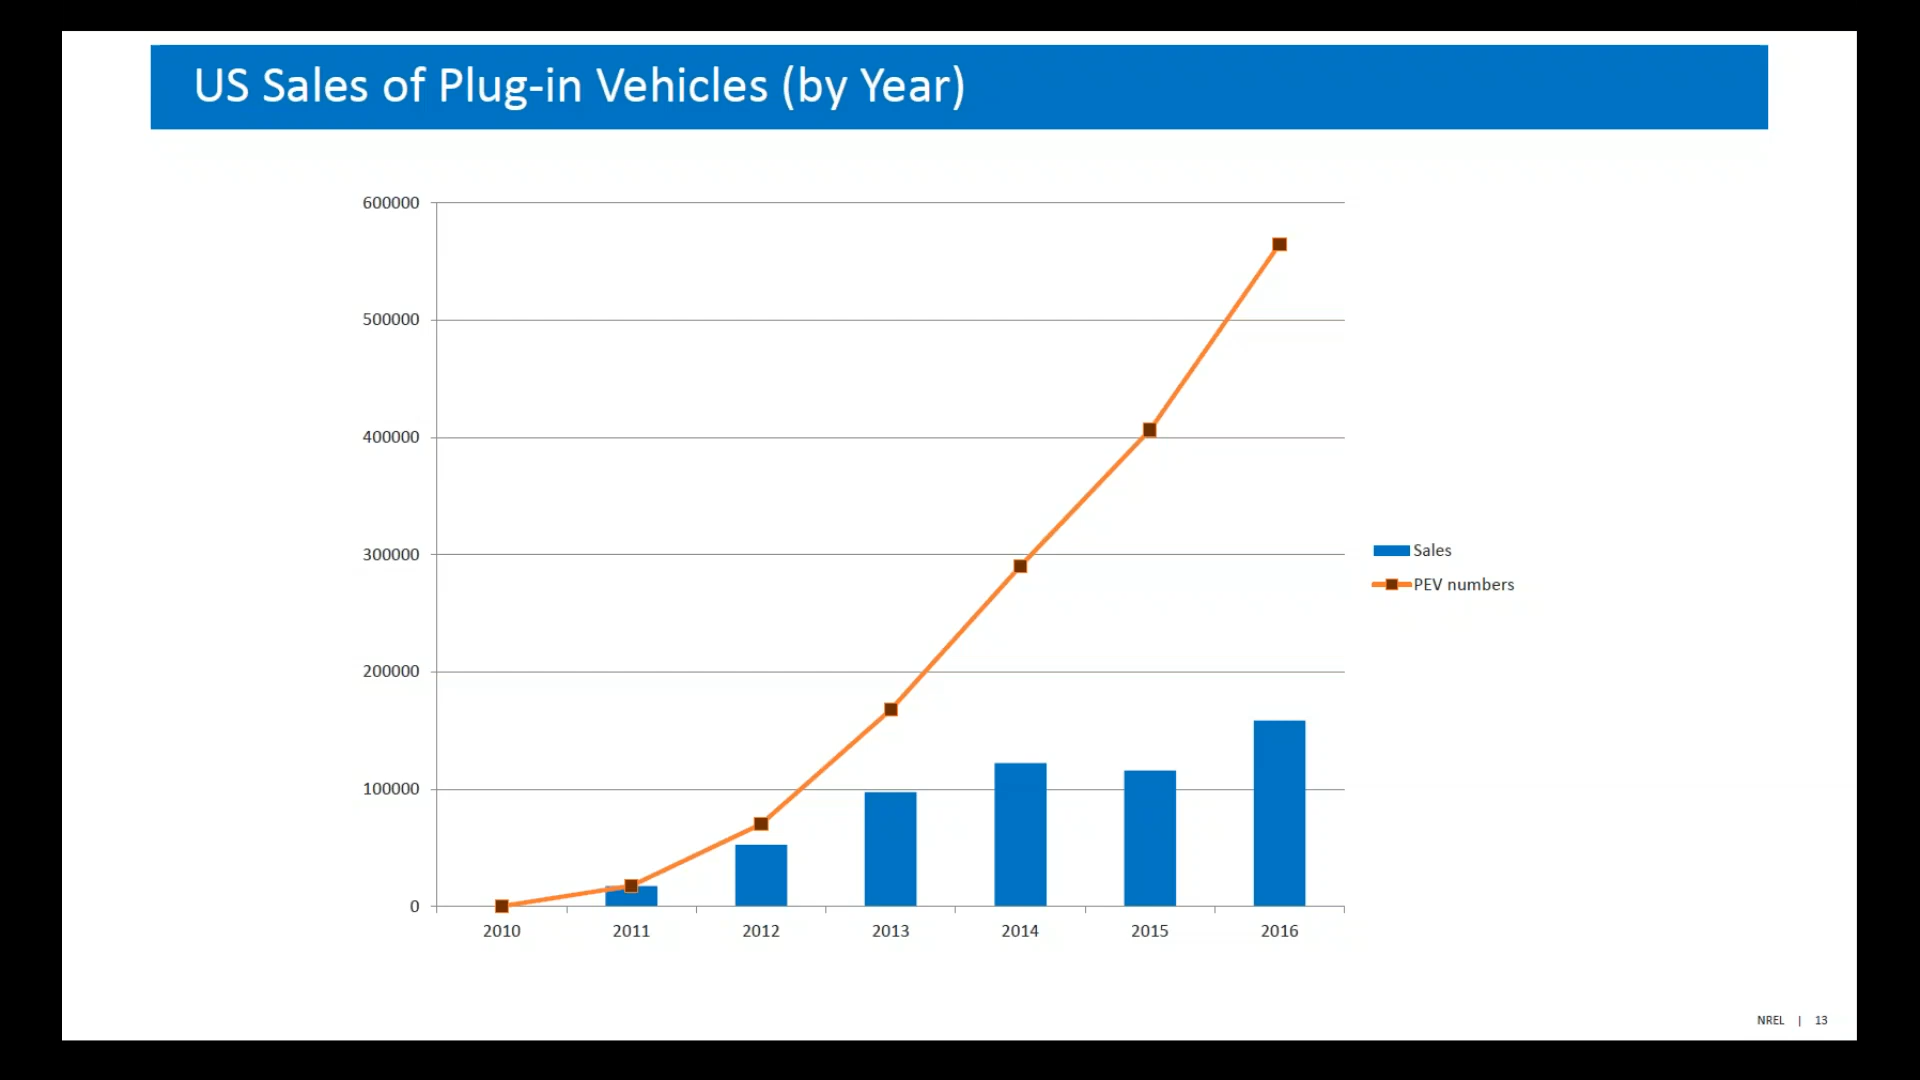 US Sales of Plug-in Vehicles (by Year)
600000
500000
400000
300000
200000
100000
0
2010 2011 2012 2013 2014 2015 2016
Sales
PEV numbers
NREL | 13